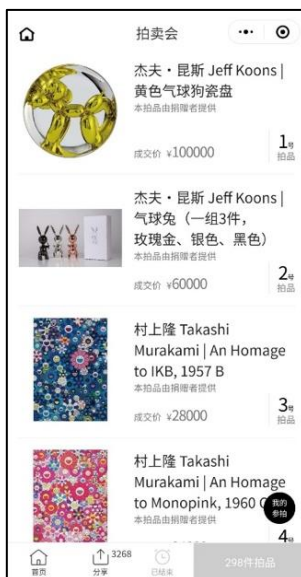 拍卖会
杰夫・昆斯 Jeff Koons |
黄色气球狗瓷盘
本拍品由捐赠者提供
成交价 ¥100000
1号
拍品
杰夫・昆斯 Jeff Koons |
气球兔（一组3件，
玫瑰金、银色、黑色）
本拍品由捐赠者提供
成交价 ¥60000
2号
拍品
村上隆 Takashi
Murakami | An Homage
to IKB, 1957 B
本拍品由捐赠者提供
成交价 ¥28000
3号
拍品
村上隆 Takashi
Murakami | An Homage
to Monopink, 1960
本拍品由捐赠者提供
我的
参拍
4号
首页
分享
3268
已结束
298件拍品